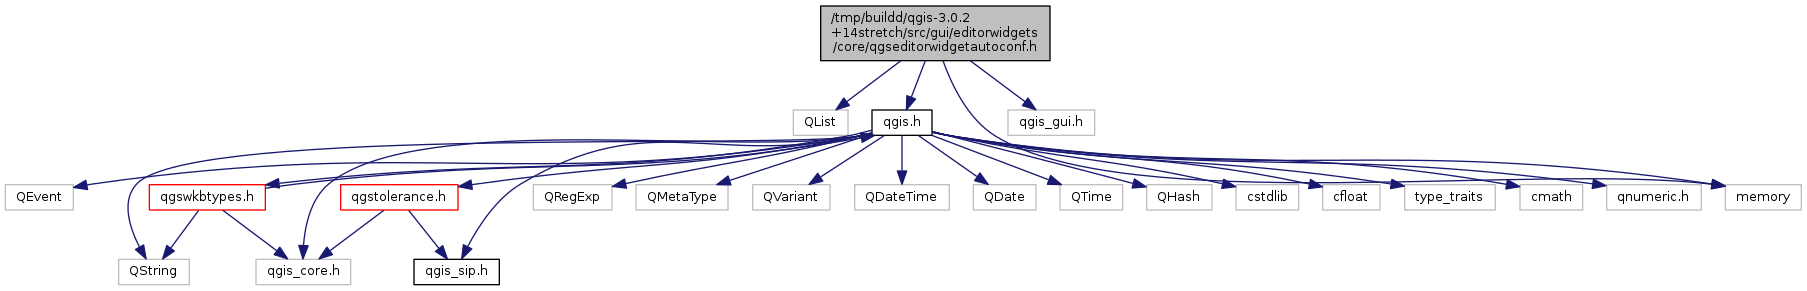 /tmp/buildd/qgis-3.0.2
+14stretch/src/gui/editorwidgets
/core/qgseditorwidgetautoconf.h
QList
qgis.h
qgis_gui.h
QEvent
qgswkbtypes.h
qgstolerance.h
QRegExp
QMetaType
QVariant
QDateTime
QDate
QTime
QHash
cstdlib
cfloat
type_traits
cmath
qnumeric.h
memory
QString
qgis_core.h
qgis_sip.h